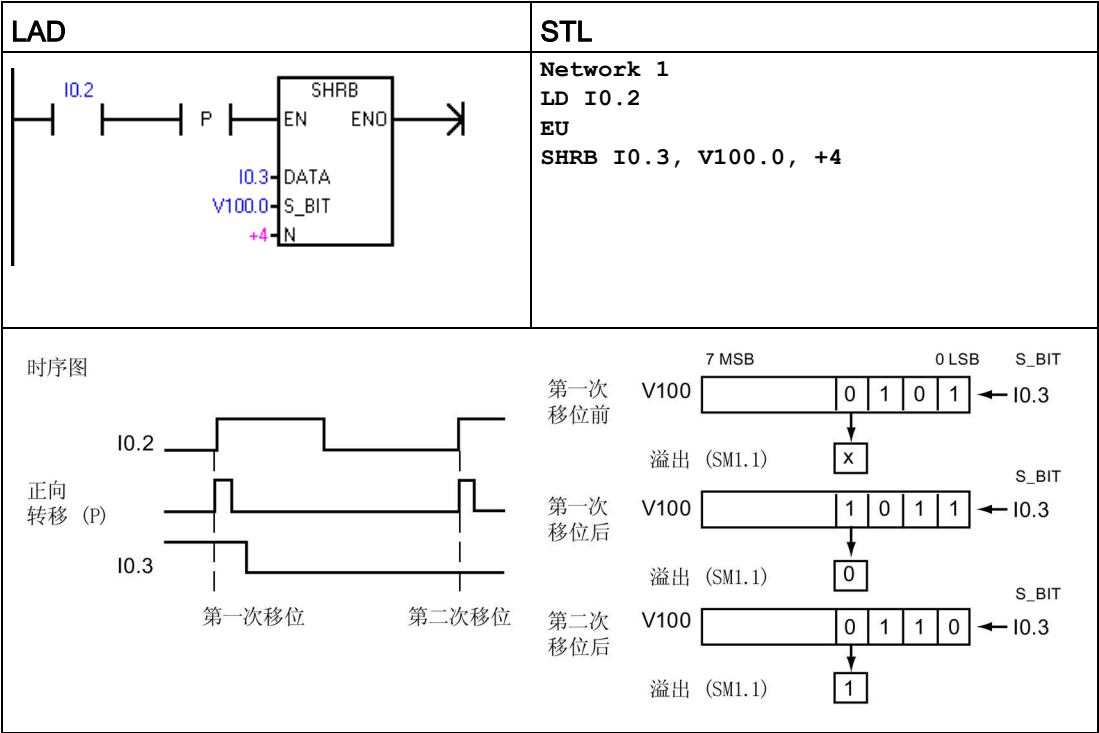 LAD
I0.2
P
SHRB
EN ENO
I0.3 DATA
V100.0 S_BIT
+4 N
STL
Network 1
LD I0.2
EU
SHRB I0.3, V100.0, +4
时序图
I0.2
正向
转移 (P)
I0.3
第一次移位 第二次移位
7 MSB 0 LSB S_BIT
第一次
移位前
V100 0 1 0 1 I0.3
溢出 (SM1.1) x
S_BIT
第一次
移位后
V100 1 0 1 1 I0.3
溢出 (SM1.1) 0
S_BIT
第二次
移位后
V100 0 1 1 0 I0.3
溢出 (SM1.1) 1